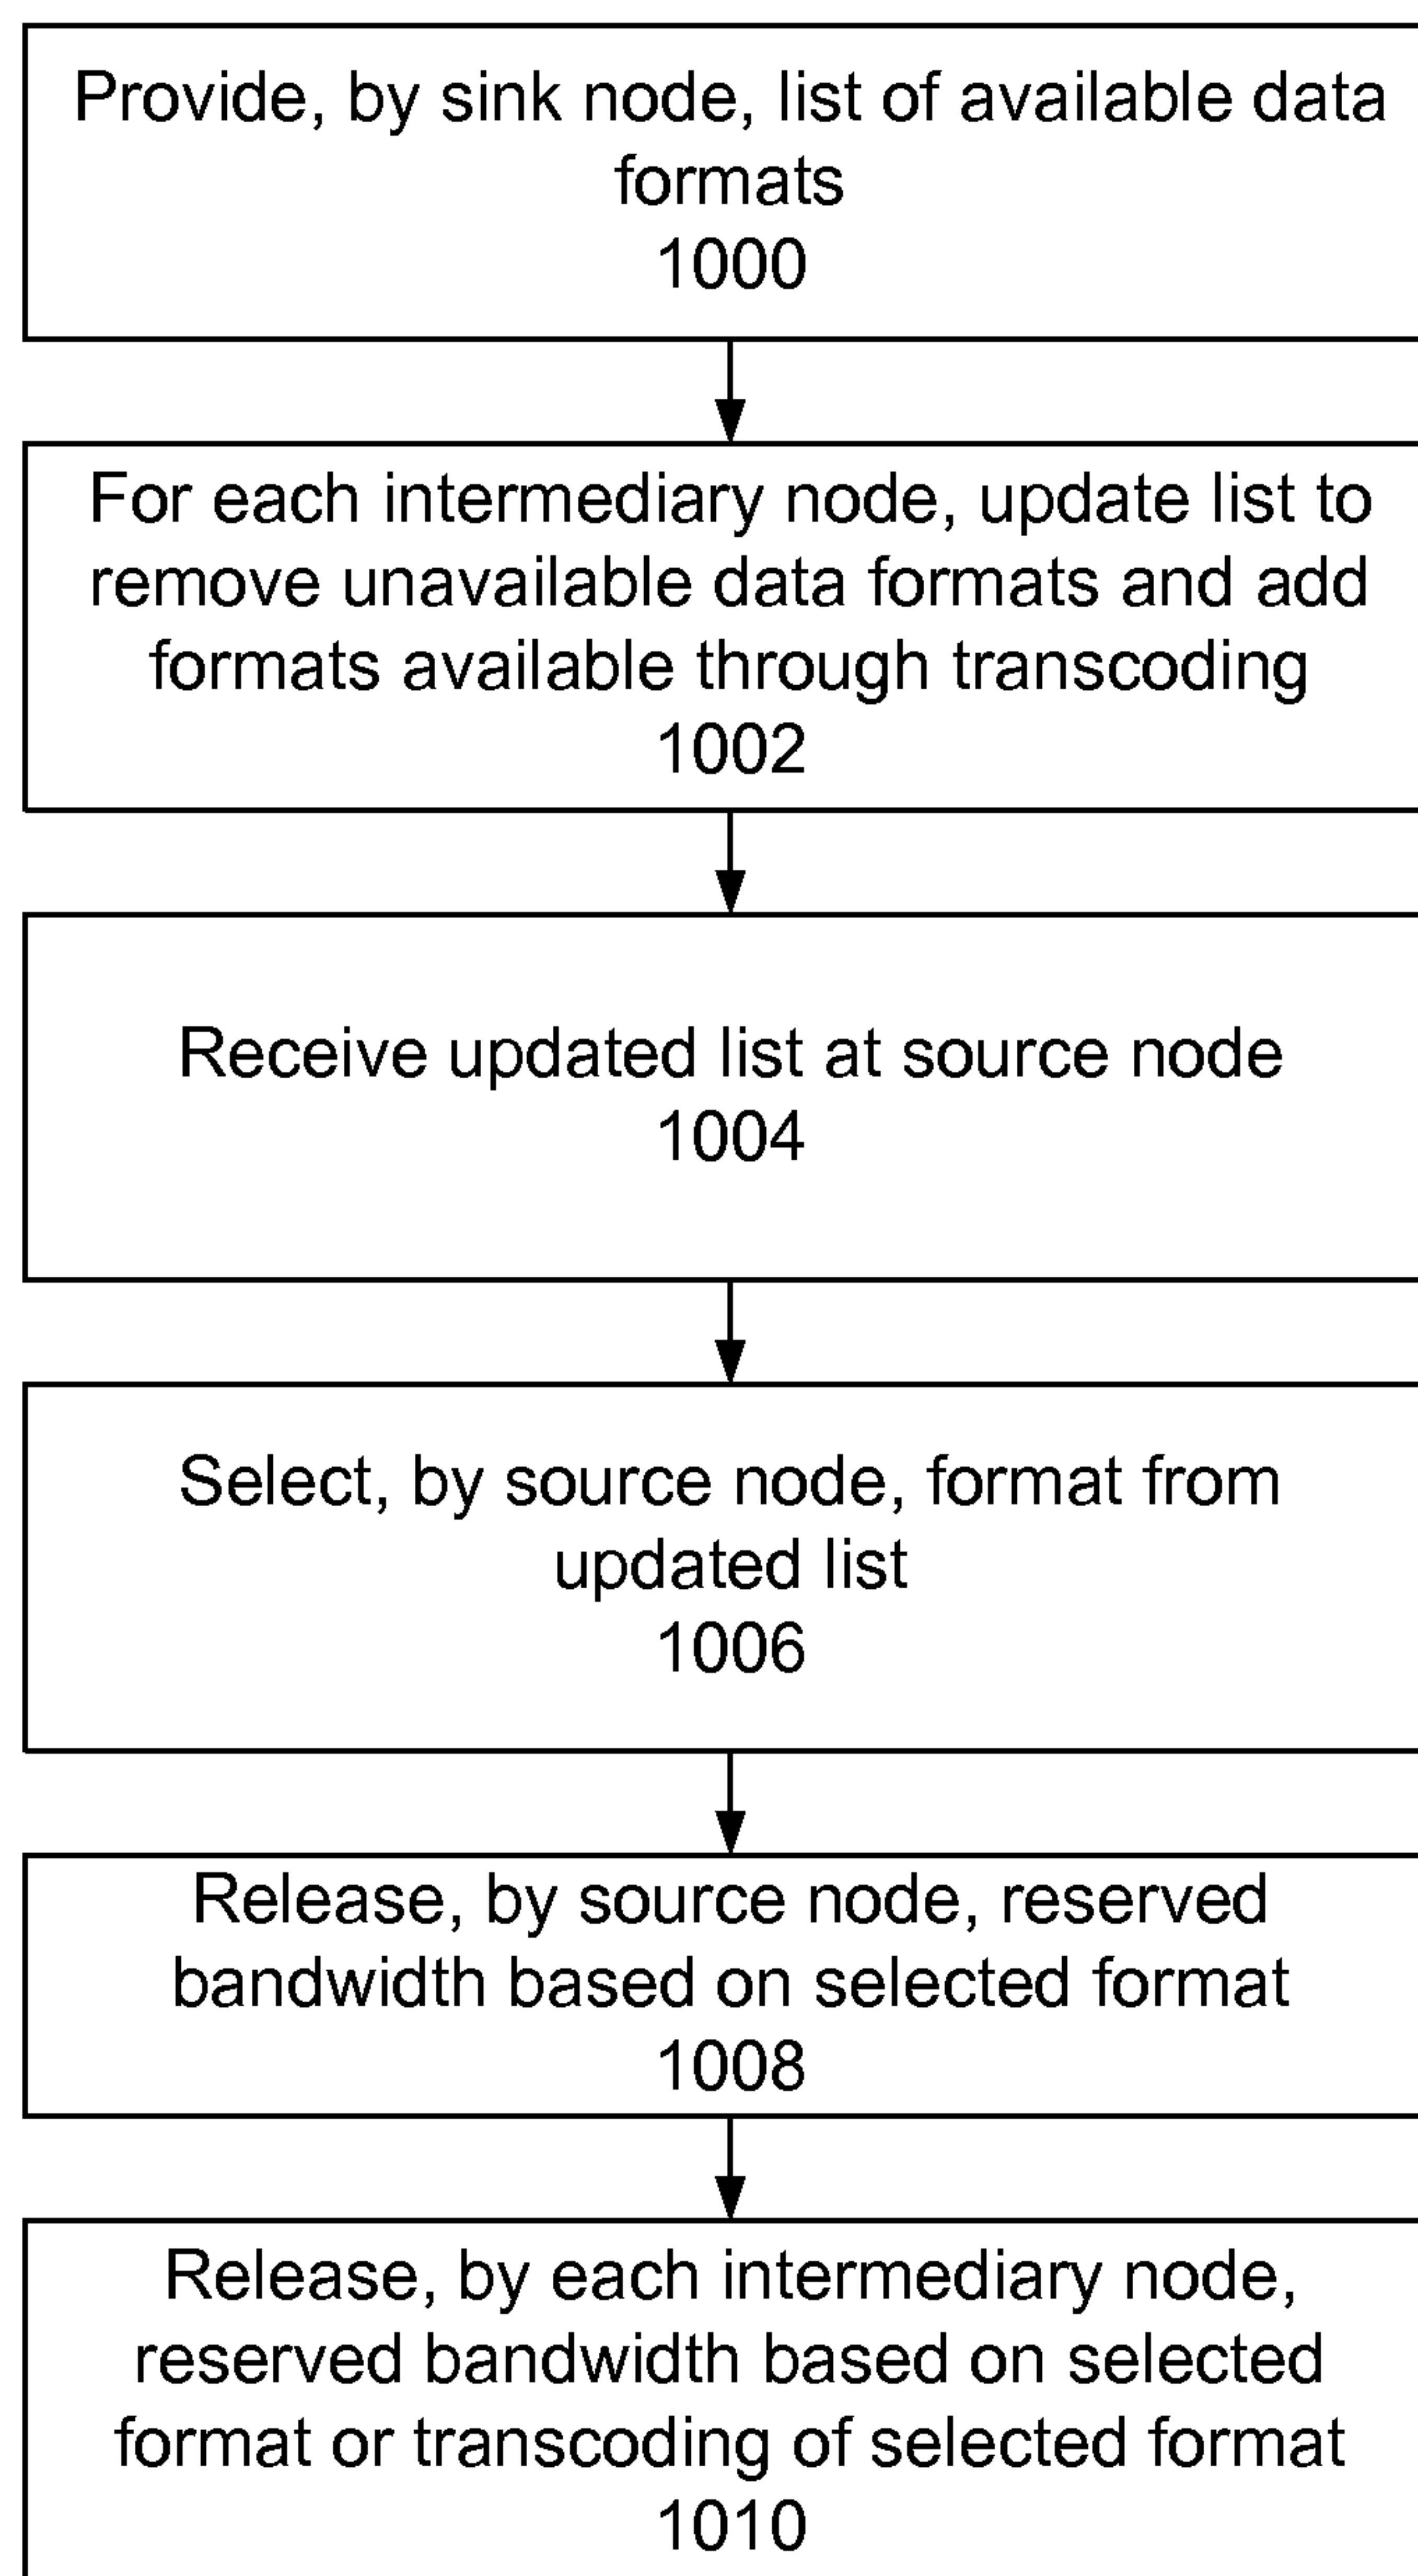 Provide, by sink node, list of available data
formats
1000
For each intermediary node, update list to
remove unavailable data formats and add
formats available through transcoding
1002
Receive updated list at source node
1004
Select, by source node, format from
updated list
1006
Release, by source node, reserved
bandwidth based on selected format
1008
Release, by each intermediary node,
reserved bandwidth based on selected
format or transcoding of selected format
1010